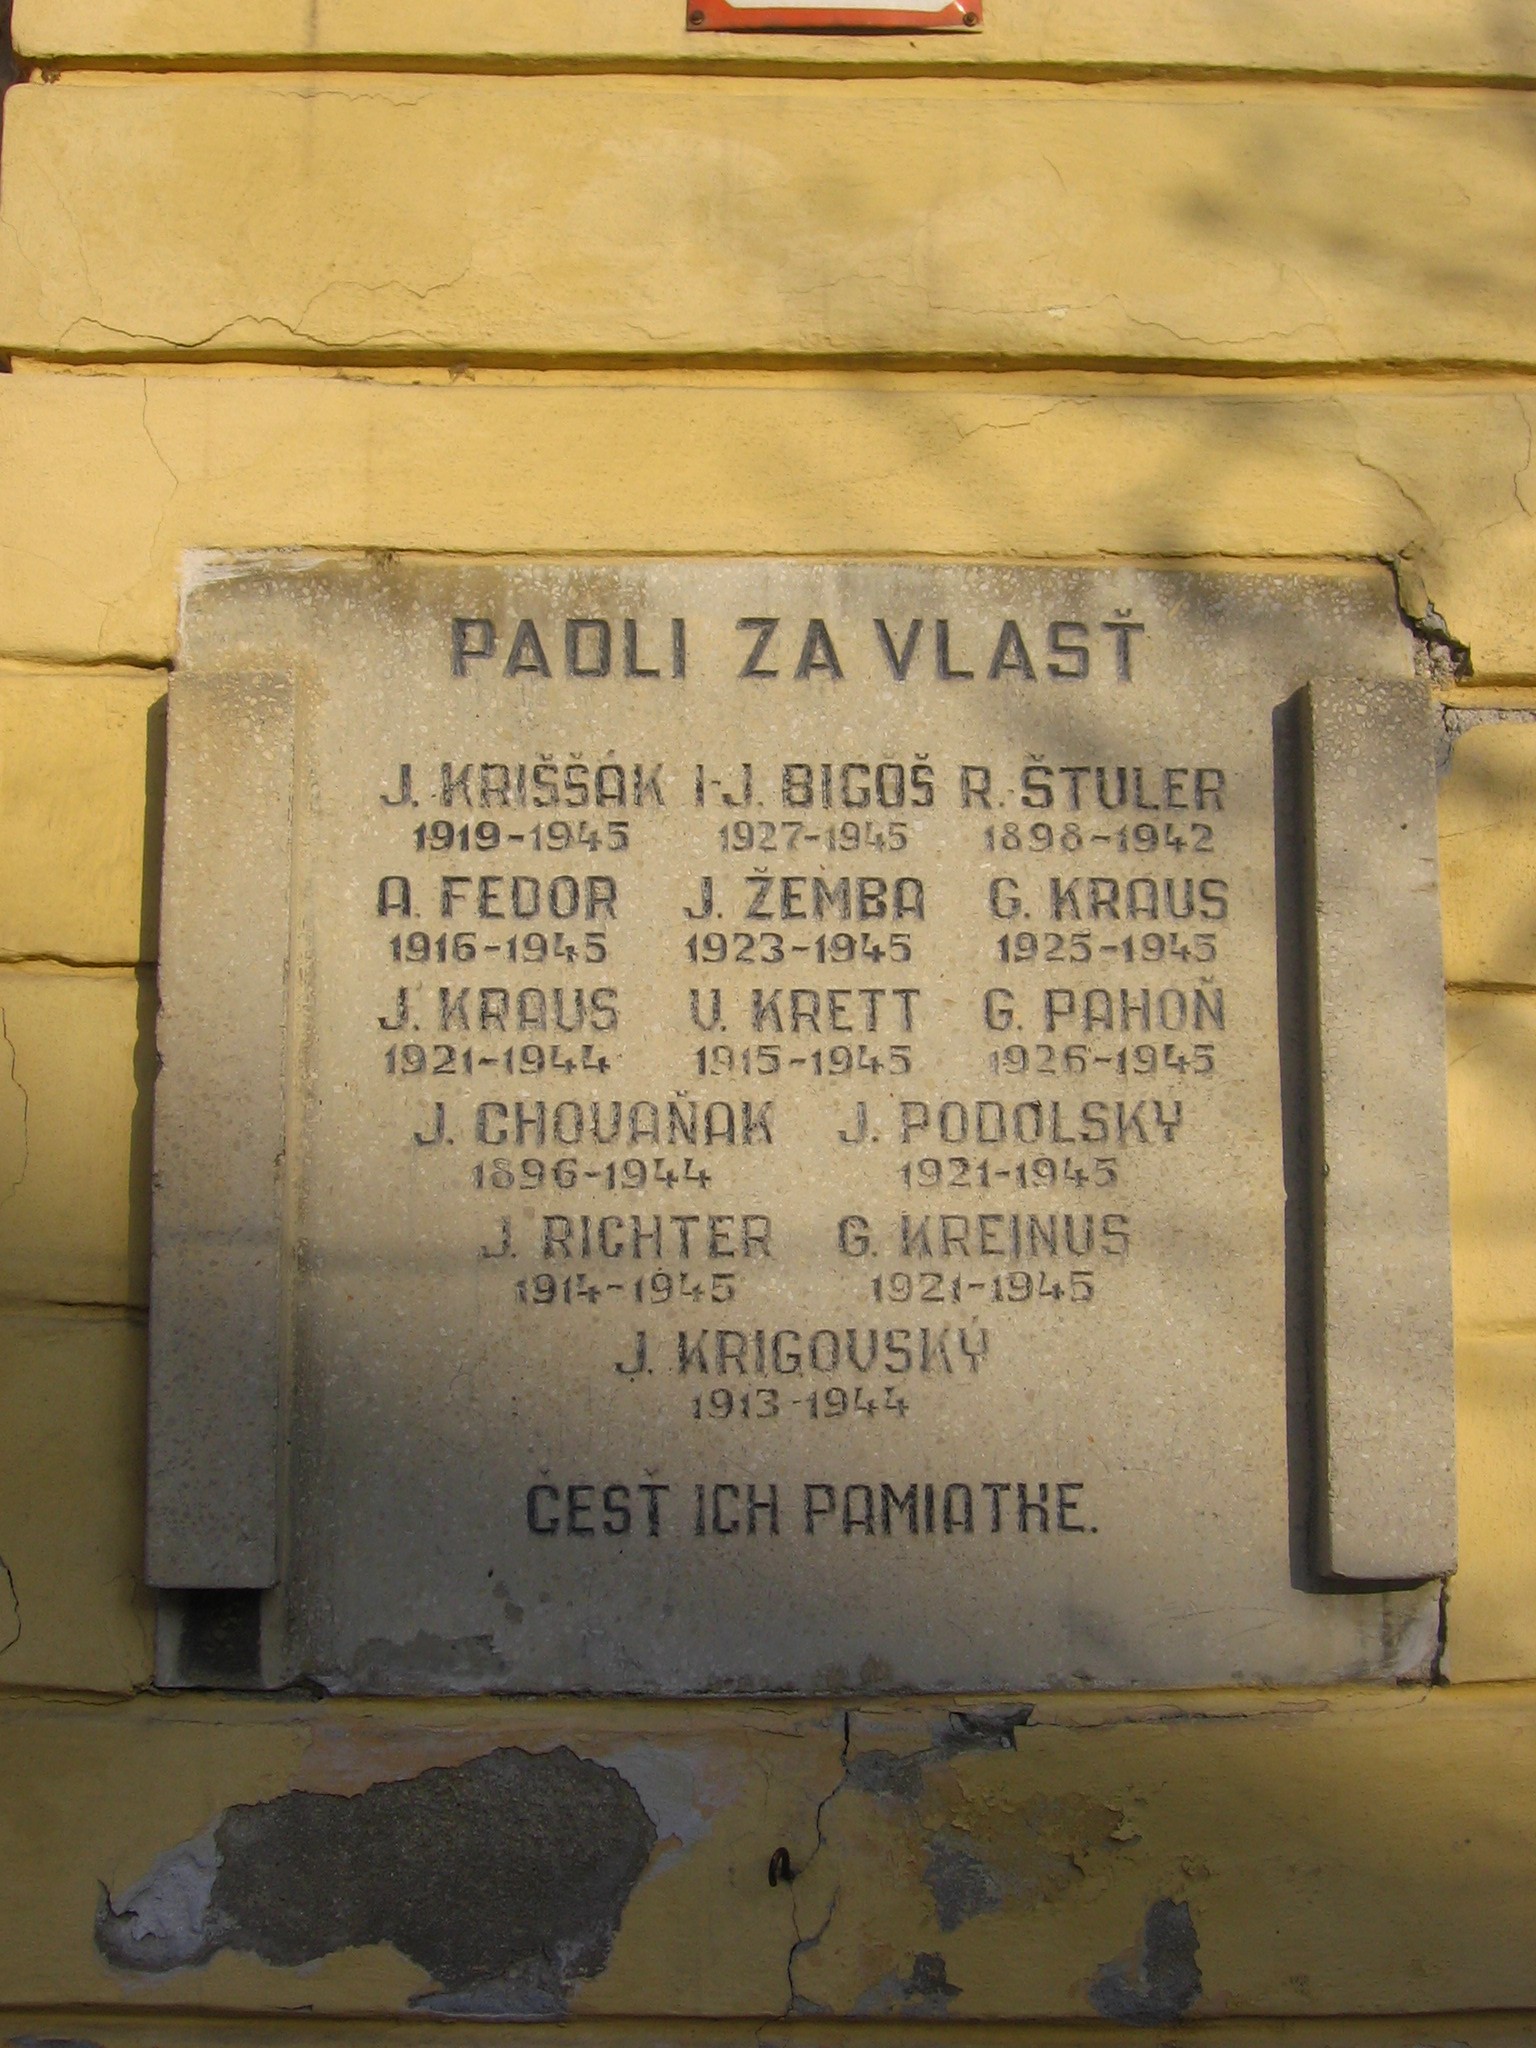 PADLI ZA VLASŤ
J. KRIŠŠÁK I-J. BIGOŠ R. ŠTULER
1919-1945 1927-1945 1898-1942
A. FEDOR J. ŽEMBA G. KRAUS
1916-1945 1923-1945 1925-1945
J. KRAUS V. KRETT G. PAHOŇ
1921-1944 1915-1945 1926-1945
J. CHOVAŇAK J. PODOLSKÝ
1896-1944 1921-1945
J. RICHTER G. KREINUS
1914-1945 1921-1945
J. KRIGOVSKÝ
1913-1944
ČESŤ ICH PAMIATKE.